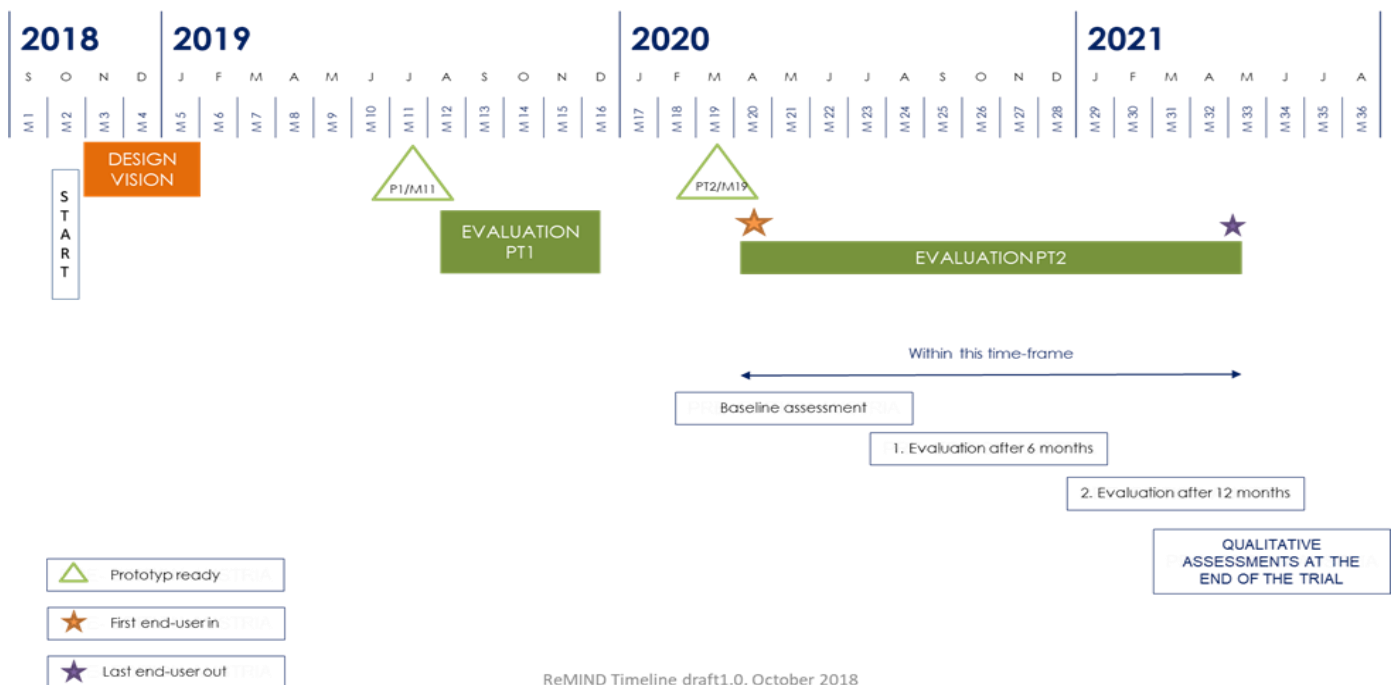 2018 2019 2020 2021
S O N D J F M A M J J A S O N D J F M A M J J A S O N D J F M A M J J A
M1 M2 M3 M4 M5 M6 M7 M8 M9 M10 M11 M12 M13 M14 M15 M16 M17 M18 M19 M20 M21 M22 M23 M24 M25 M26 M27 M28 M29 M30 M31 M32 M33 M34 M35 M36
START
DESIGN
VISION
P1/M11
PT2/M19
EVALUATION
PT1
EVALUATION PT2
Within this time-frame
Baseline assessment
1. Evaluation after 6 months
2. Evaluation after 12 months
QUALITATIVE
ASSESSMENTS AT THE
END OF THE TRIAL
Prototyp ready
First end-user in
Last end-user out
ReMIND Timeline draft1.0, October 2018